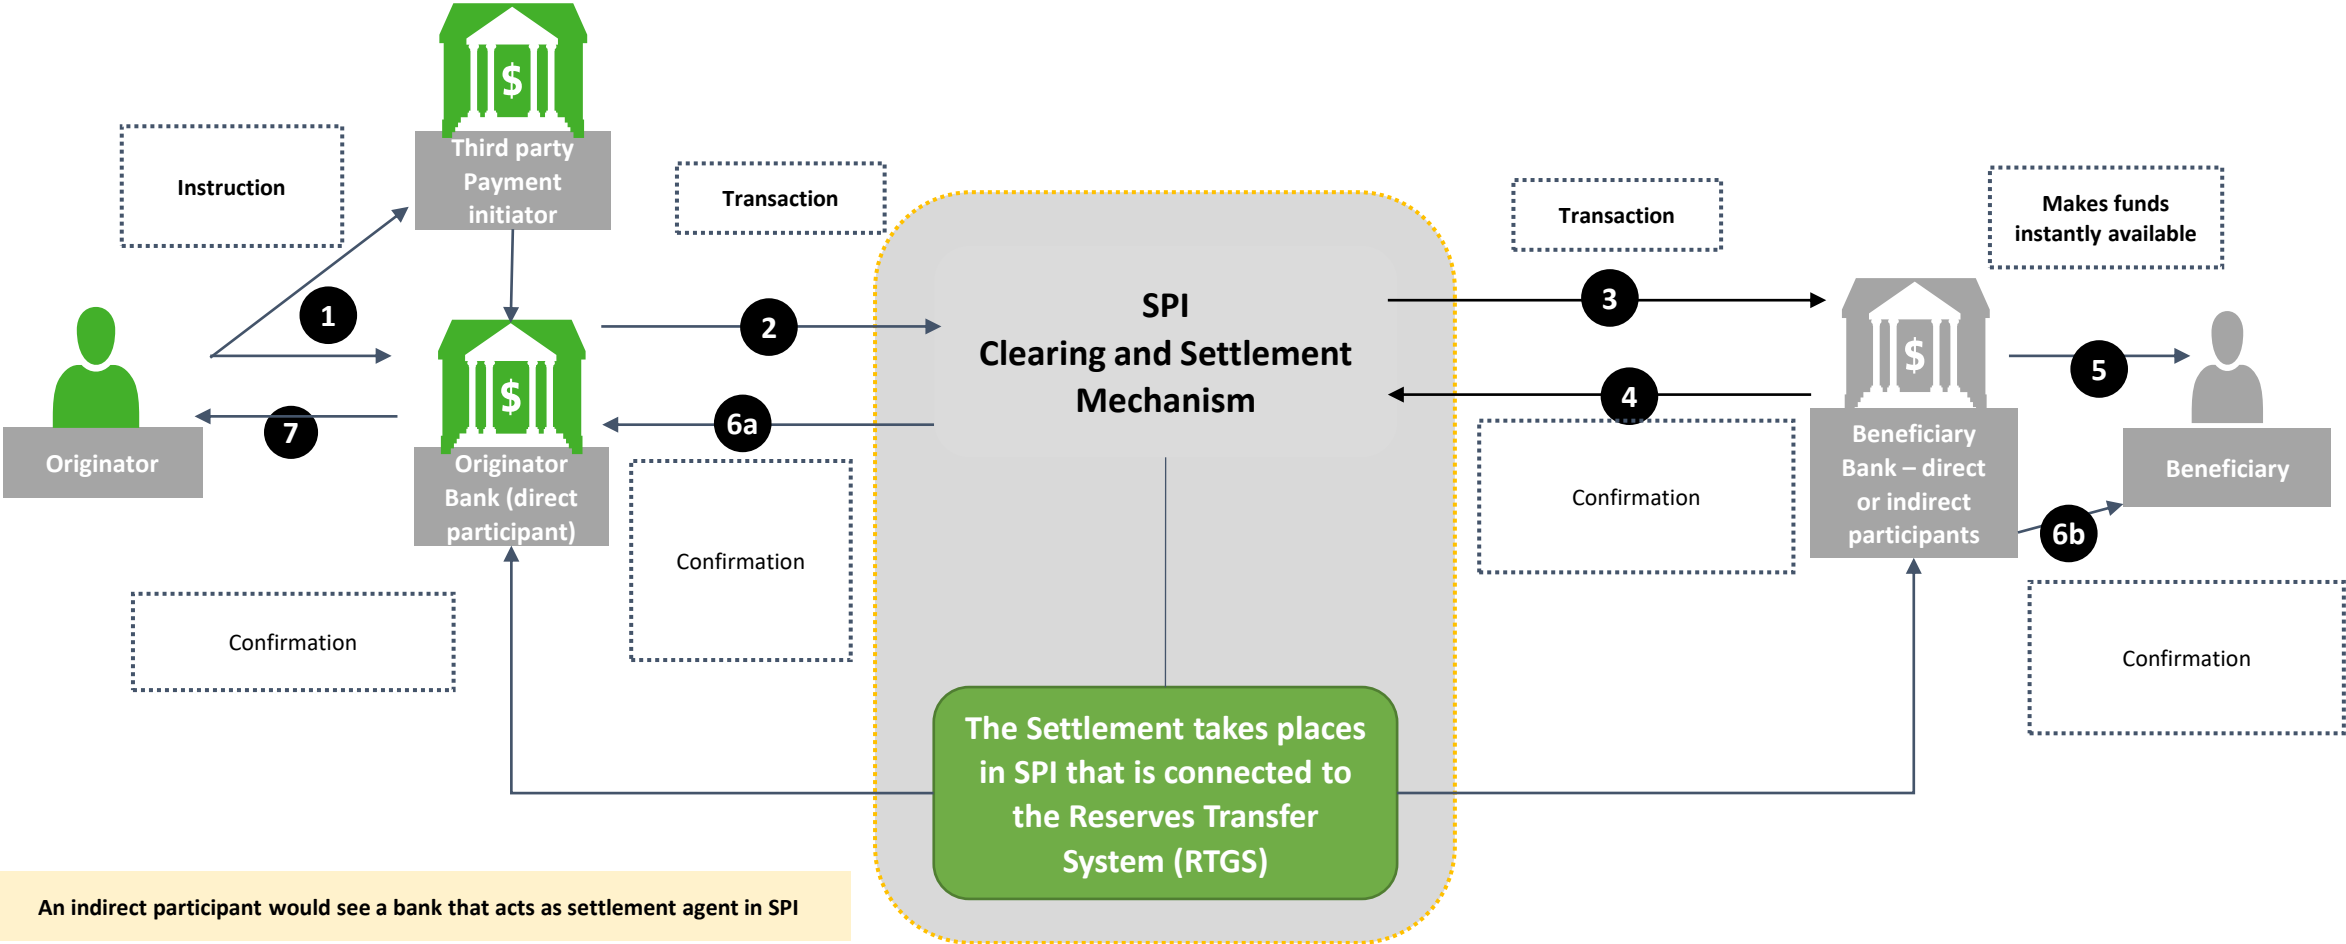 $
Third party
Payment
initiator
Instruction
Transaction
Transaction
Makes funds
instantly available
1
2
SPI
Clearing and Settlement
Mechanism
3
4
5
$
$
7
6a
6b
Originator
Originator
Bank (direct
participant)
Beneficiary
Bank – direct
or indirect
participants
Beneficiary
Confirmation
Confirmation
Confirmation
Confirmation
The Settlement takes places
in SPI that is connected to
the Reserves Transfer
System (RTGS)
An indirect participant would see a bank that acts as settlement agent in SPI